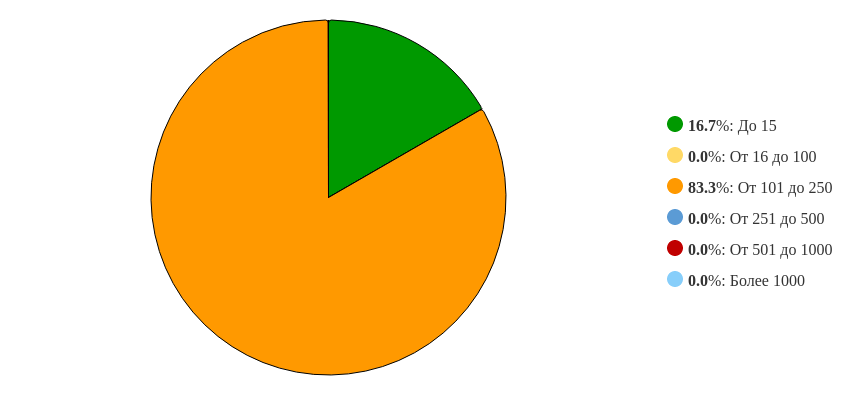 16.7%: До 15
0.0%: От 16 до 100
83.3%: От 101 до 250
0.0%: От 251 до 500
0.0%: От 501 до 1000
0.0%: Более 1000